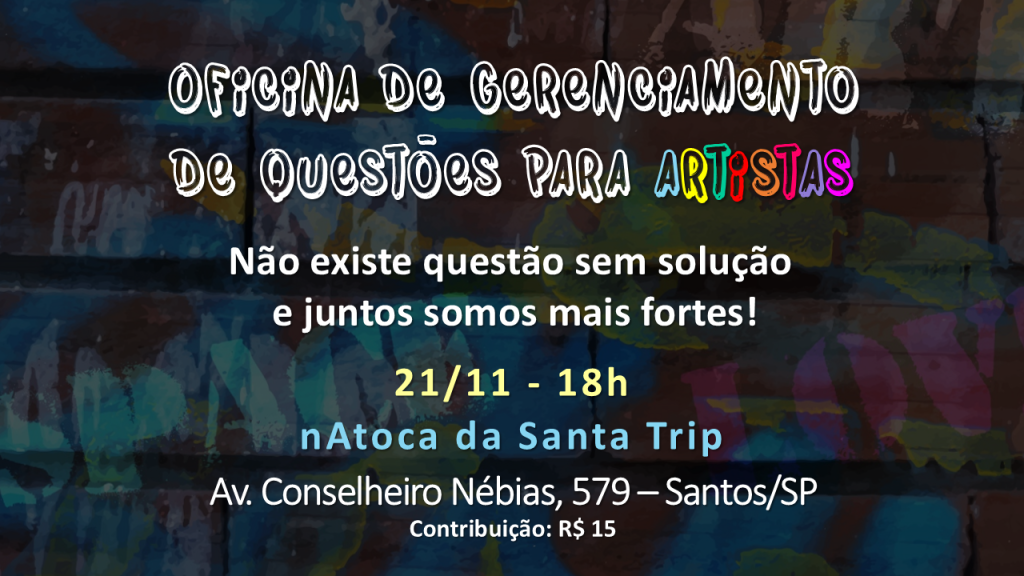 OFiCiNA De GeReNCiAMeNTO
De QUeSTÕeS PARA ARTiSTAS
Não existe questão sem solução
e juntos somos mais fortes!
21/11 - 18h
nAtoca da Santa Trip
Av. Conselheiro Nébias, 579 – Santos/SP
Contribuição: R$ 15